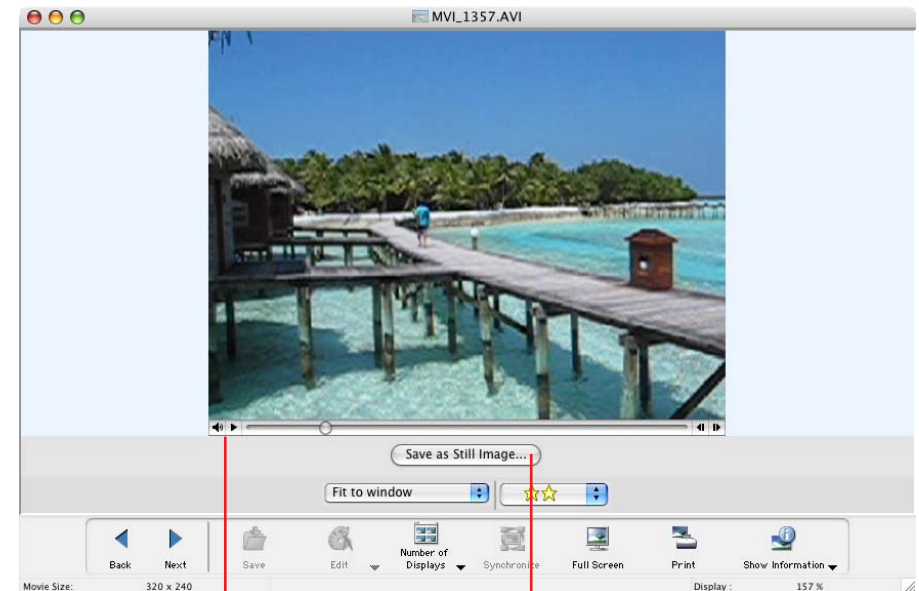 MVI_1357.AVI
Save as Still Image...
Fit to window
Number of
Displays
Back
Next
Save
Edit
Synchronize
Full Screen
Print
Show Information
Movie Size: 320 x 240
Display : 157 %